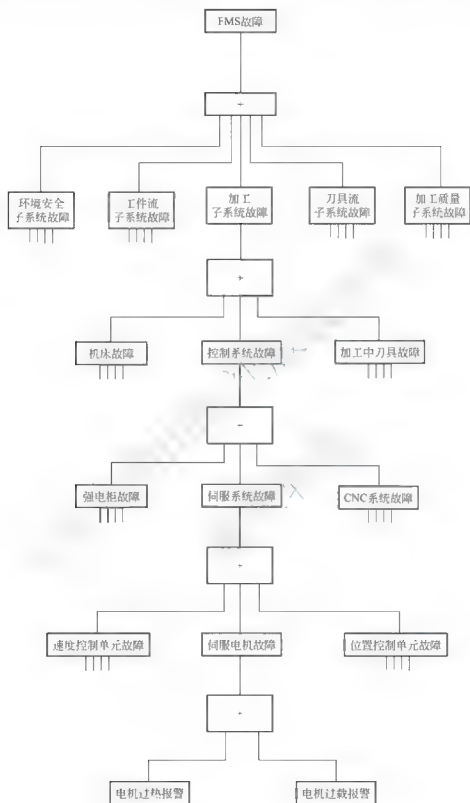 FMS故障
+
环境安全
子系统故障
工件流
子系统故障
加工
子系统故障
刀具流
子系统故障
加工质量
子系统故障
+
机床故障
控制系统故障
加工中刀具故障
+
强电柜故障
伺服系统故障
CNC系统故障
+
速度控制单元故障
伺服电机故障
位置控制单元故障
+
电机过热报警
电机过载报警